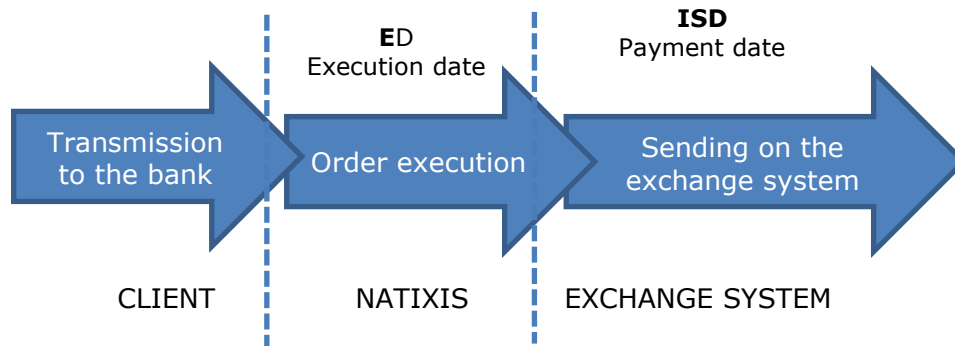 ED
Execution date
ISD
Payment date
Transmission
to the bank
Order execution
Sending on the
exchange system
CLIENT
NATIXIS
EXCHANGE SYSTEM